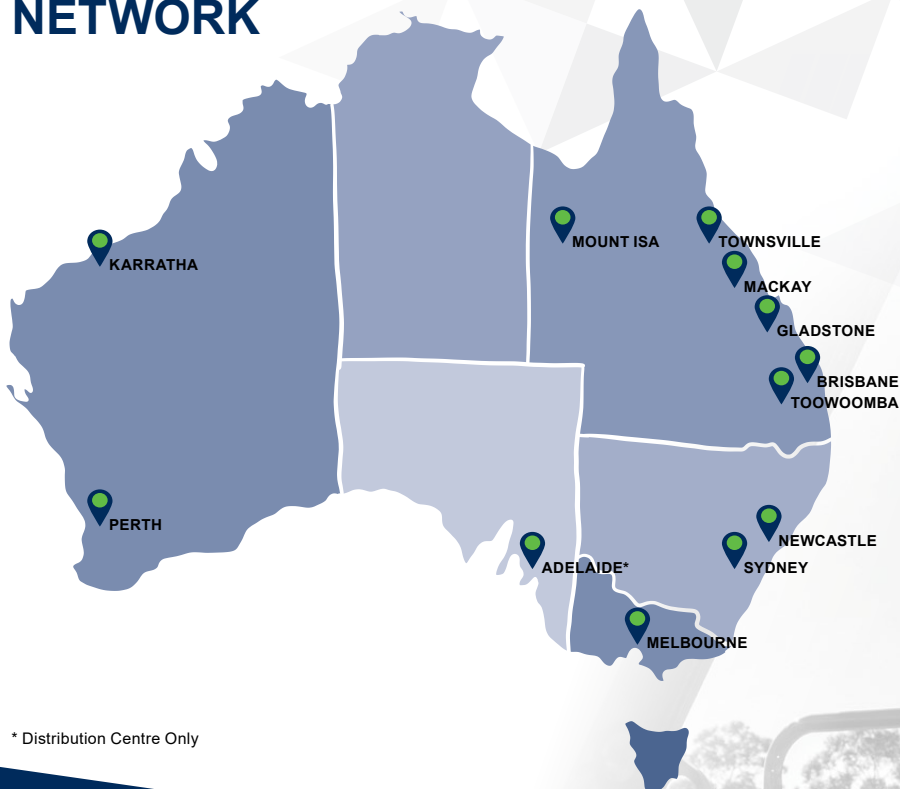 NETWORK
MOUNT ISA
TOWNSVILLE
KARRATHA
MACKAY
GLADSTONE
BRISBANE
TOOWOOMBA
PERTH
NEWCASTLE
ADELAIDE*
SYDNEY
MELBOURNE
* Distribution Centre Only